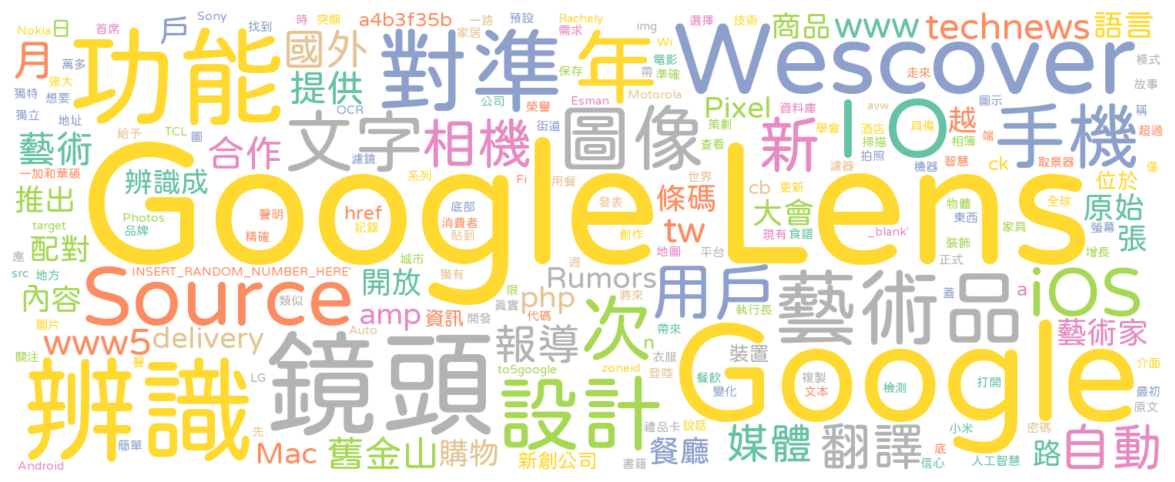 Nokia 日 首席 時 突顯 戶 Sony 找到 a4b3f35b 一路 家居 預設 Rachely 需求 img 選擇 技術 商品 www technews 語言
月 萬多 強大 獨特 想要 獨立 地址 功能 國外 提供 OCR 對準 公司 榮譽 保存 年 Esman Wi 電影 帶 準確 Motorola Wescover 走來 模式 故事 圖示
藝術 給予 TCL 圖 合作 濾鏡 文字 相機 街道 圖像 Pixel 策劃 查看 資料庫 新 avw 學會 酒店 掃描 拍照 IO 具備 相簿 越 端 手機 稱 超過
一加和華碩 辨識成 系列 Fi 用餐 世界 濾器 機器 智慧 取景器 ck 位於 僅
推出 Photos 品牌 Google Lens 聲明 精確 href 記錄 底部 消費者 貼到 發表 創作 條碼 cb 更新 大會 現有 食譜 _blank' 物體 東西 家具 全球 螢幕 原始 張
target 配對 應 城市 獨有 週 tw 地圖 平台 裝飾 正式 增長
src 地方 內容 INSERT_RANDOM_NUMBER_HERE' 類似 Source 開放 限 真實 php 代碼 Rumors 將來 用戶 執行長 藝術品 蓋 a iOS
圖片 www5 delivery Auto amp 資訊 開發 報導 次 n 帶來 藝術家
關注 聲 辨識 LG 鏡頭 to5google zoneid 衣服 登陸 裝置 Google 餐飲 變化 複製 文本 檢測 打開 介面 最初 原文
簡單 先 Mac 舊金山 購物 設計 新創公司 禮品卡 說話 書籍 餐廳 媒體 翻譯 小米 底 信心 人工智慧 密碼 路 自動
Android